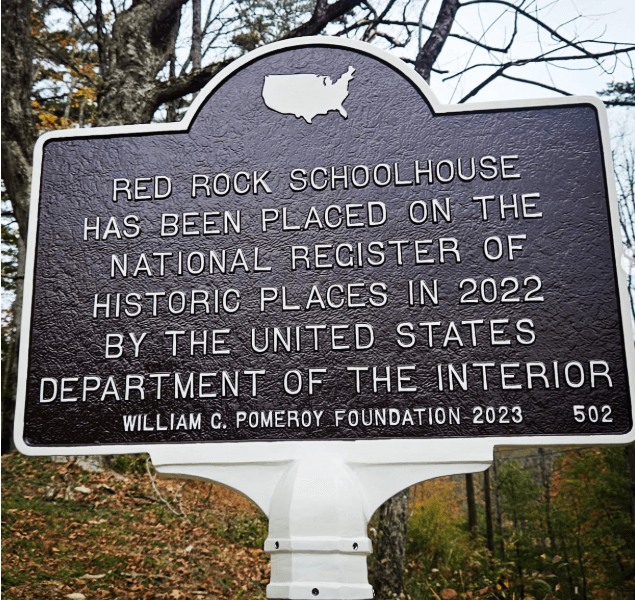 RED ROCK SCHOOLHOUSE
HAS BEEN PLACED ON THE
NATIONAL REGISTER OF
HISTORIC PLACES IN 2022
BY THE UNITED STATES
DEPARTMENT OF THE INTERIOR
WILLIAM C. POMEROY FOUNDATION 2023 502